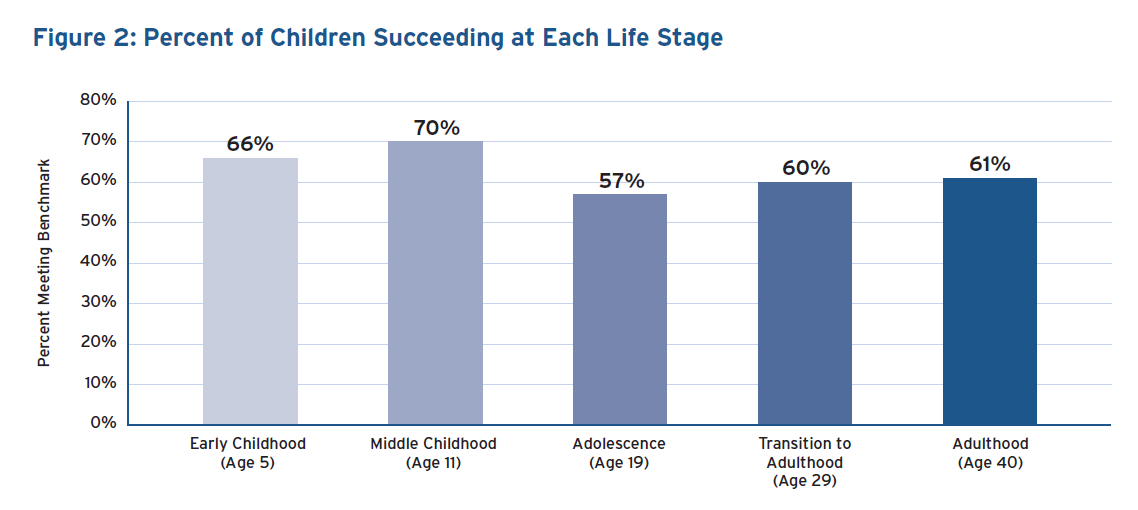 Figure 2: Percent of Children Succeeding at Each Life Stage
Percent Meeting Benchmark
80%
70%
60%
50%
40%
30%
20%
10%
0%
66%
70%
57%
60%
61%
Early Childhood
(Age 5)
Middle Childhood
(Age 11)
Adolescence
(Age 19)
Transition to
Adulthood
(Age 29)
Adulthood
(Age 40)